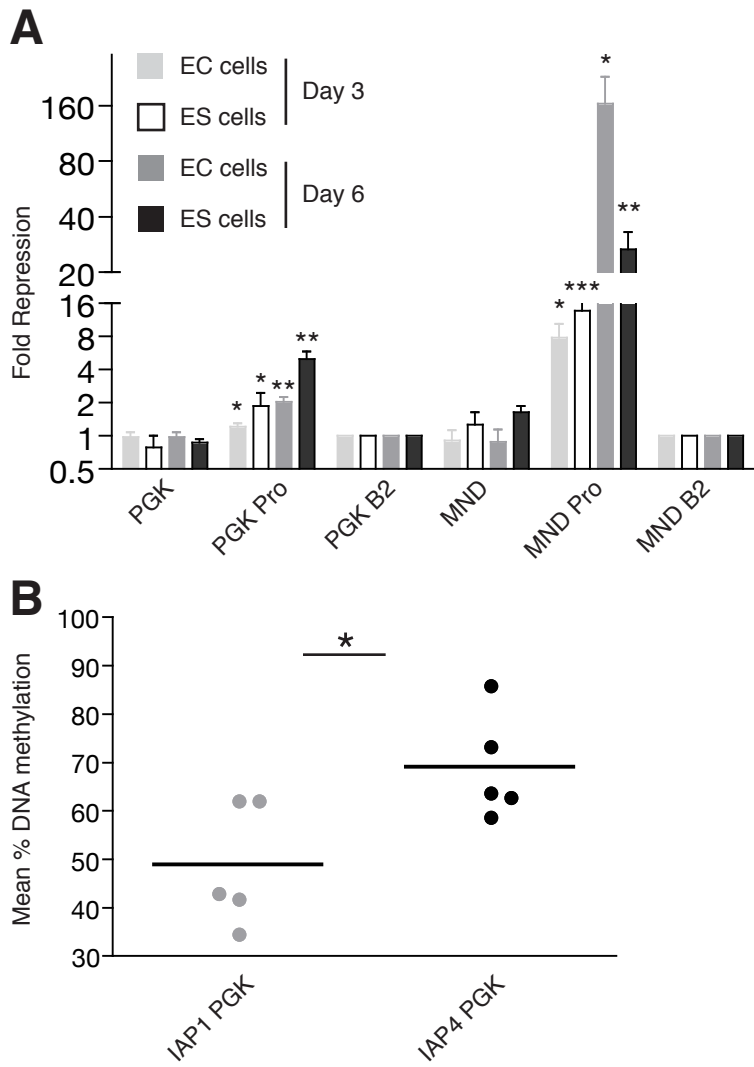 A
EC cells
ES cells
Day 3
EC cells
ES cells
Day 6
Fold Repression
160
80
40
20
16
8
4
2
1
0.5
* * ** **
* *** * **
PGK
PGK Pro
PGK B2
MND
MND Pro
MND B2
B
Mean % DNA methylation
100
90
80
70
60
50
40
30
*
IAP1 PGK
IAP4 PGK